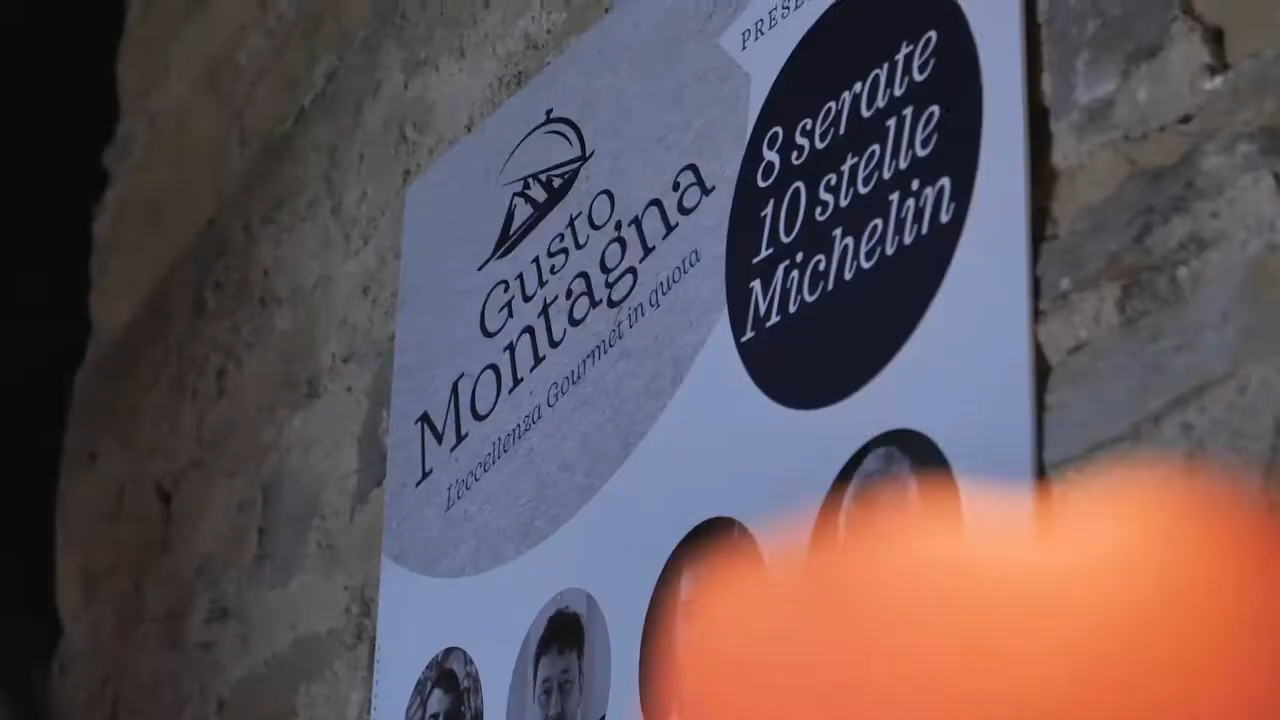 Gusto
Montagna
L'eccellenza Gourmet in quota
8 serate
10 stelle
Michelin